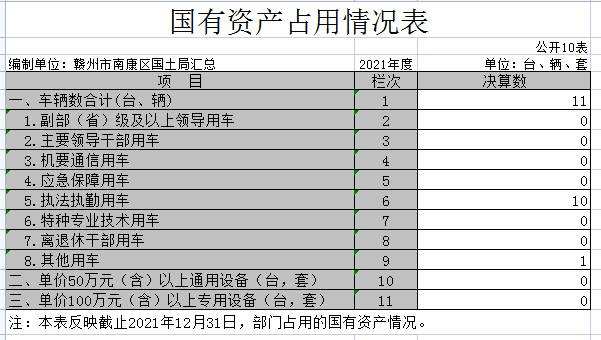 国有资产占用情况表
公开10表
编制单位：赣州市南康区国土局汇总 2021年度 单位：台、辆、套
项 目 栏次 决算数
一、车辆数合计(台、辆) 1 11
1.副部（省）级及以上领导用车 2 0
2.主要领导干部用车 3 0
3.机要通信用车 4 0
4.应急保障用车 5 0
5.执法执勤用车 6 10
6.特种专业技术用车 7 0
7.离退休干部用车 8 0
8.其他用车 9 1
二、单价50万元（含）以上通用设备（台，套） 10 0
三、单价100万元（含）以上专用设备（台，套） 11 0
注：本表反映截止2021年12月31日，部门占用的国有资产情况。